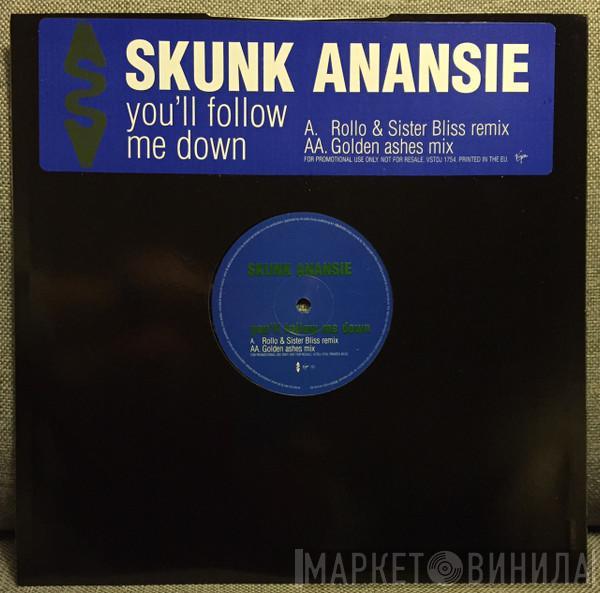 SKUNK ANANSIE
you'll follow
me down
A. Rollo & Sister Bliss remix
AA. Golden ashes mix
FOR PROMOTIONAL USE ONLY. NOT FOR RESALE. VSTDJ 1754. PRINTED IN THE EU.
Virgin
SKUNK ANANSIE
you'll follow me down
A. Rollo & Sister Bliss remix
AA. Golden ashes mix
МАРКЕТ ВИНИЛА